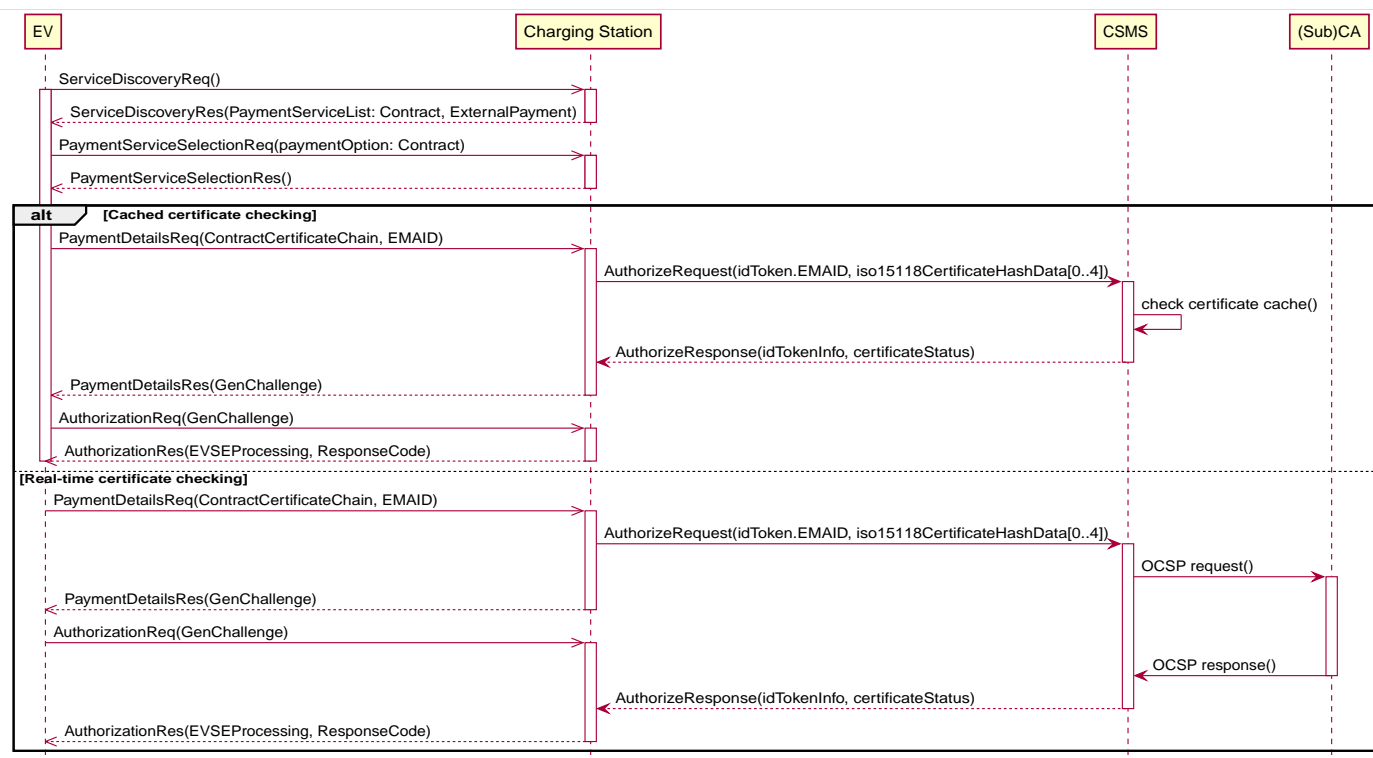 EV
Charging Station
CSMS
(Sub)CA
ServiceDiscoveryReq()
ServiceDiscoveryRes(PaymentServiceList: Contract, ExternalPayment)
PaymentServiceSelectionReq(paymentOption: Contract)
PaymentServiceSelectionRes()
alt
[Cached certificate checking]
PaymentDetailsReq(ContractCertificateChain, EMAID)
AuthorizeRequest(idToken.EMAID, iso15118CertificateHashData[0..4])
check certificate cache()
AuthorizeResponse(idTokenInfo, certificateStatus)
PaymentDetailsRes(GenChallenge)
AuthorizationReq(GenChallenge)
AuthorizationRes(EVSEProcessing, ResponseCode)
[Real-time certificate checking]
PaymentDetailsReq(ContractCertificateChain, EMAID)
AuthorizeRequest(idToken.EMAID, iso15118CertificateHashData[0..4])
OCSP request()
PaymentDetailsRes(GenChallenge)
AuthorizationReq(GenChallenge)
OCSP response()
AuthorizeResponse(idTokenInfo, certificateStatus)
AuthorizationRes(EVSEProcessing, ResponseCode)